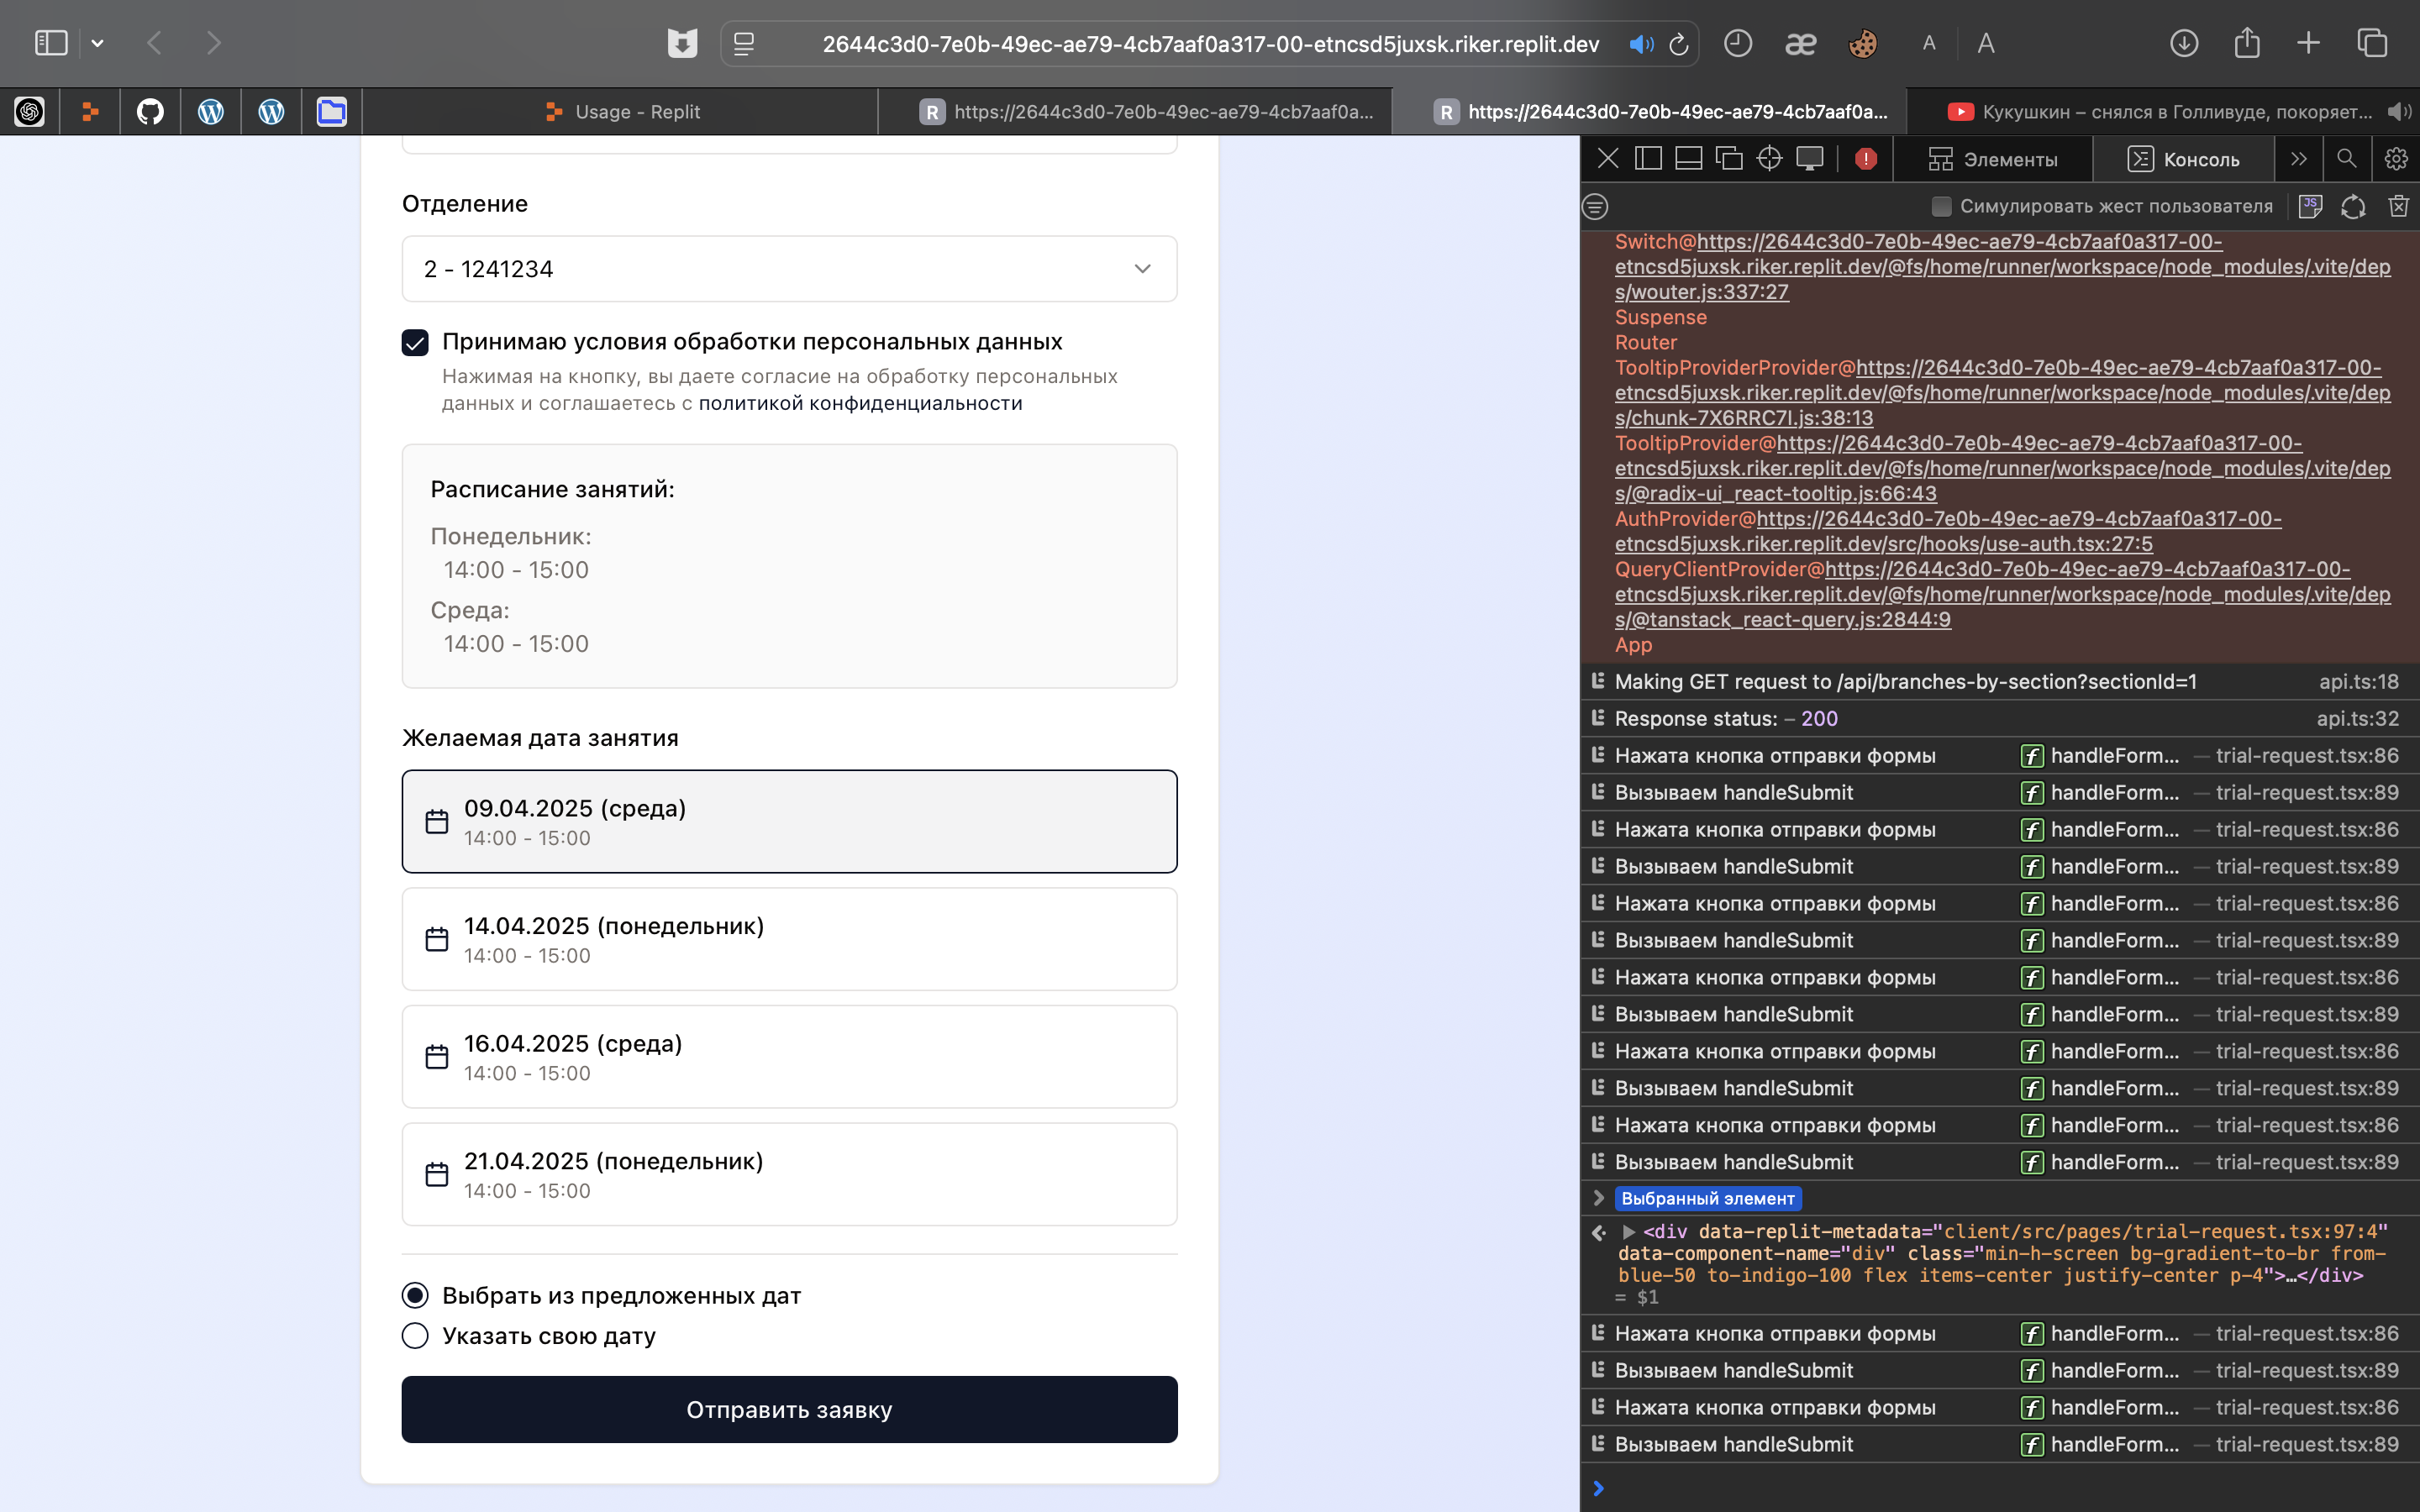 2644c3d0-7e0b-49ec-ae79-4cb7aaf0a317-00-etncsd5juxsk.riker.replit.dev
A
A
Usage - Replit
R https://2644c3d0-7e0b-49ec-ae79-4cb7aaf0a...
R https://2644c3d0-7e0b-49ec-ae79-4cb7aaf0a...
Кукушкин – снялся в Голливуде, покоряет...
Отделение
2 - 1241234
Принимаю условия обработки персональных данных
Нажимая на кнопку, вы даете согласие на обработку персональных
данных и соглашаетесь с политикой конфиденциальности
Расписание занятий:
Понедельник:
14:00 - 15:00
Среда:
14:00 - 15:00
Желаемая дата занятия
09.04.2025 (среда)
14:00 - 15:00
14.04.2025 (понедельник)
14:00 - 15:00
16.04.2025 (среда)
14:00 - 15:00
21.04.2025 (понедельник)
14:00 - 15:00
Выбрать из предложенных дат
Указать свою дату
Отправить заявку
Элементы
Консоль
Симулировать жест пользователя
Switch@https://2644c3d0-7e0b-49ec-ae79-4cb7aaf0a317-00-
etncsd5juxsk.riker.replit.dev/@fs/home/runner/workspace/node_modules/.vite/dep
s/wouter.js:337:27
Suspense
Router
TooltipProviderProvider@https://2644c3d0-7e0b-49ec-ae79-4cb7aaf0a317-00-
etncsd5juxsk.riker.replit.dev/@fs/home/runner/workspace/node_modules/.vite/dep
s/chunk-7X6RRC7I.js:38:13
TooltipProvider@https://2644c3d0-7e0b-49ec-ae79-4cb7aaf0a317-00-
etncsd5juxsk.riker.replit.dev/@fs/home/runner/workspace/node_modules/.vite/dep
s/@radix-ui_react-tooltip.js:66:43
AuthProvider@https://2644c3d0-7e0b-49ec-ae79-4cb7aaf0a317-00-
etncsd5juxsk.riker.replit.dev/src/hooks/use-auth.tsx:27:5
QueryClientProvider@https://2644c3d0-7e0b-49ec-ae79-4cb7aaf0a317-00-
etncsd5juxsk.riker.replit.dev/@fs/home/runner/workspace/node_modules/.vite/dep
s/@tanstack_react-query.js:2844:9
App
Making GET request to /api/branches-by-section?sectionId=1 api.ts:18
Response status: – 200 api.ts:32
Нажата кнопка отправки формы f handleForm... — trial-request.tsx:86
Вызываем handleSubmit f handleForm... — trial-request.tsx:89
Нажата кнопка отправки формы f handleForm... — trial-request.tsx:86
Вызываем handleSubmit f handleForm... — trial-request.tsx:89
Нажата кнопка отправки формы f handleForm... — trial-request.tsx:86
Вызываем handleSubmit f handleForm... — trial-request.tsx:89
Нажата кнопка отправки формы f handleForm... — trial-request.tsx:86
Вызываем handleSubmit f handleForm... — trial-request.tsx:89
Нажата кнопка отправки формы f handleForm... — trial-request.tsx:86
Вызываем handleSubmit f handleForm... — trial-request.tsx:89
Нажата кнопка отправки формы f handleForm... — trial-request.tsx:86
Вызываем handleSubmit f handleForm... — trial-request.tsx:89
Выбранный элемент
<div data-replit-metadata="client/src/pages/trial-request.tsx:97:4"
data-component-name="div" class="min-h-screen bg-gradient-to-br from-
blue-50 to-indigo-100 flex items-center justify-center p-4">…</div>
= $1
Нажата кнопка отправки формы f handleForm... — trial-request.tsx:86
Вызываем handleSubmit f handleForm... — trial-request.tsx:89
Нажата кнопка отправки формы f handleForm... — trial-request.tsx:86
Вызываем handleSubmit f handleForm... — trial-request.tsx:89